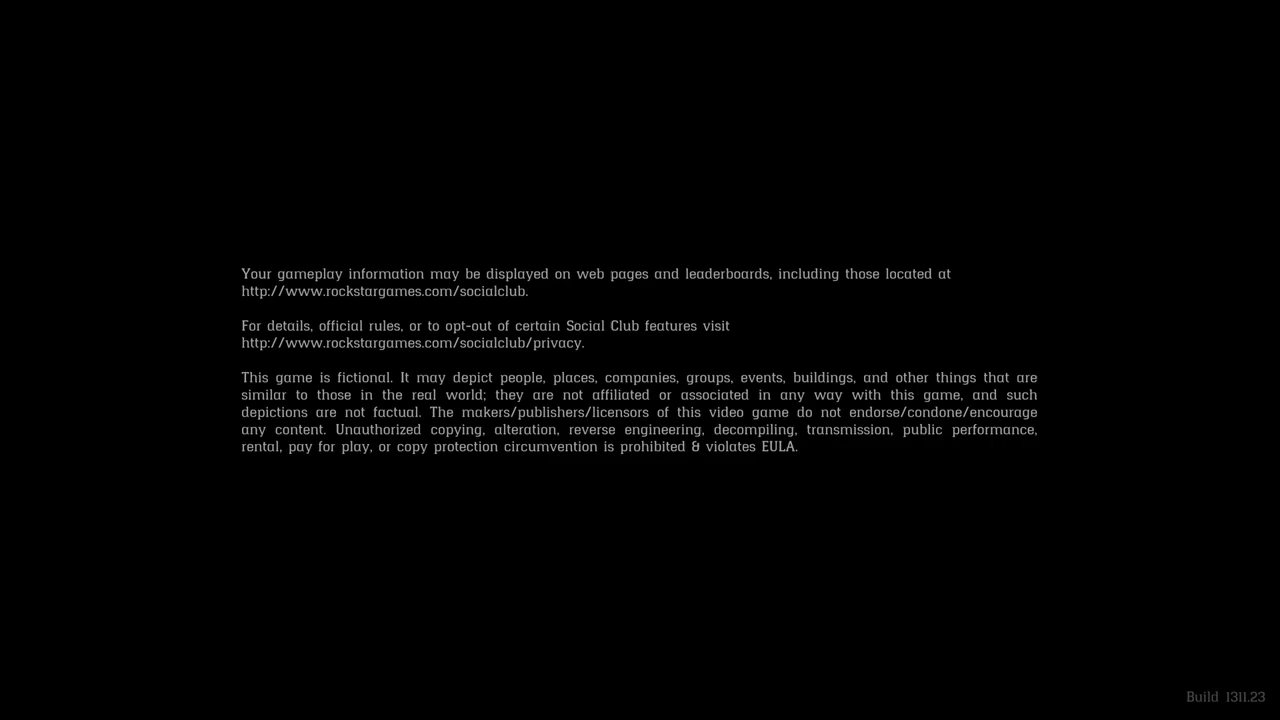 Your gameplay information may be displayed on web pages and leaderboards, including those located at
http://www.rockstargames.com/socialclub.
For details, official rules, or to opt-out of certain Social Club features visit
http://www.rockstargames.com/socialclub/privacy.
This game is fictional. It may depict people, places, companies, groups, events, buildings, and other things that are
similar to those in the real world; they are not affiliated or associated in any way with this game, and such
depictions are not factual. The makers/publishers/licensors of this video game do not endorse/condone/encourage
any content. Unauthorized copying, alteration, reverse engineering, decompiling, transmission, public performance,
rental, pay for play, or copy protection circumvention is prohibited & violates EULA.
Build 1311.23